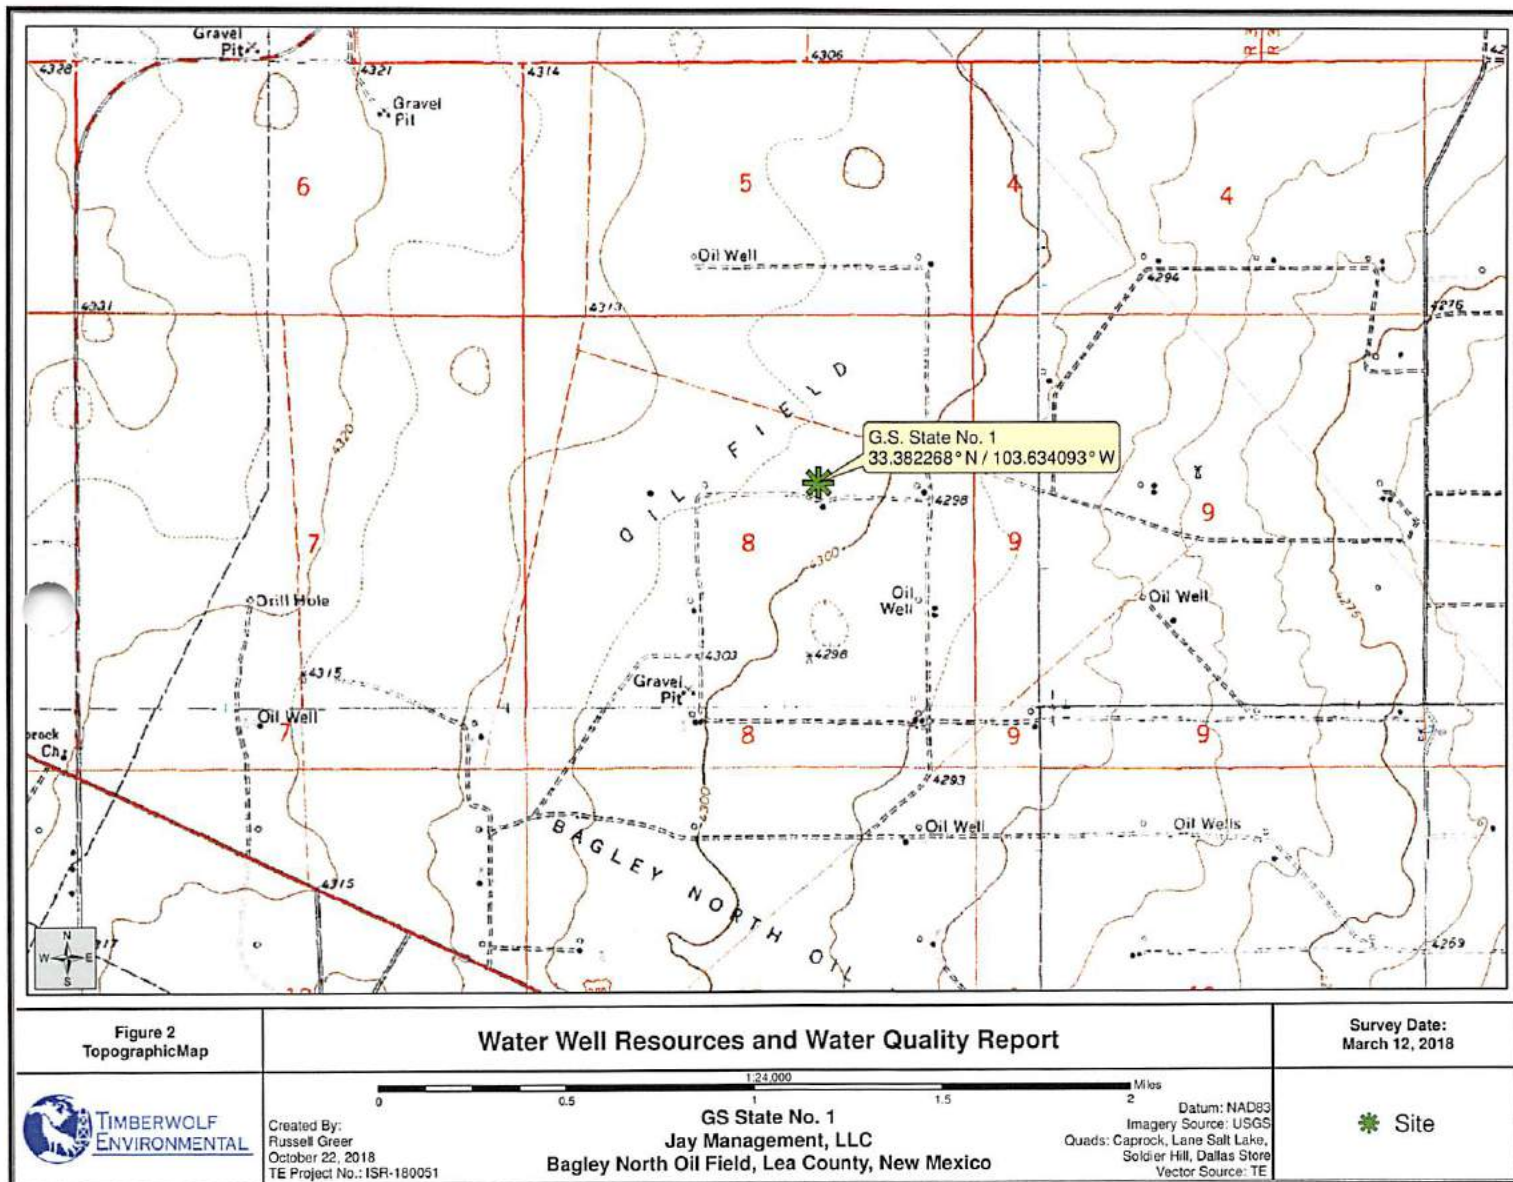 Gravel
Pit
4328
4321
4314
4306
R 3
R 3
Gravel
Pit
6
5
4
4
Oil Well
4294
4331
4313
4276
OIL FIELD
4320
G.S. State No. 1
33.382268° N / 103.634093° W
4298
7
8
9
9
4300
Drill Hole
Oil
Well
Oil Well
4275
4303
4298
4315
Gravel
Pit
Oil Well
7
8
9
9
Ch
4293
4300
Oil Well
Oil Wells
BAGLEY NORTH OIL
4315
N
W E
S
4269
Figure 2
TopographicMap
Water Well Resources and Water Quality Report
Survey Date:
March 12, 2018
1:24,000
Miles
0 0.5 1 1.5 2
TIMBERWOLF
ENVIRONMENTAL
Created By:
Russell Greer
October 22, 2018
TE Project No.: ISR-180051
GS State No. 1
Jay Management, LLC
Bagley North Oil Field, Lea County, New Mexico
Datum: NAD83
Imagery Source: USGS
Quads: Caprock, Lane Salt Lake,
Soldier Hill, Dallas Store
Vector Source: TE
Site